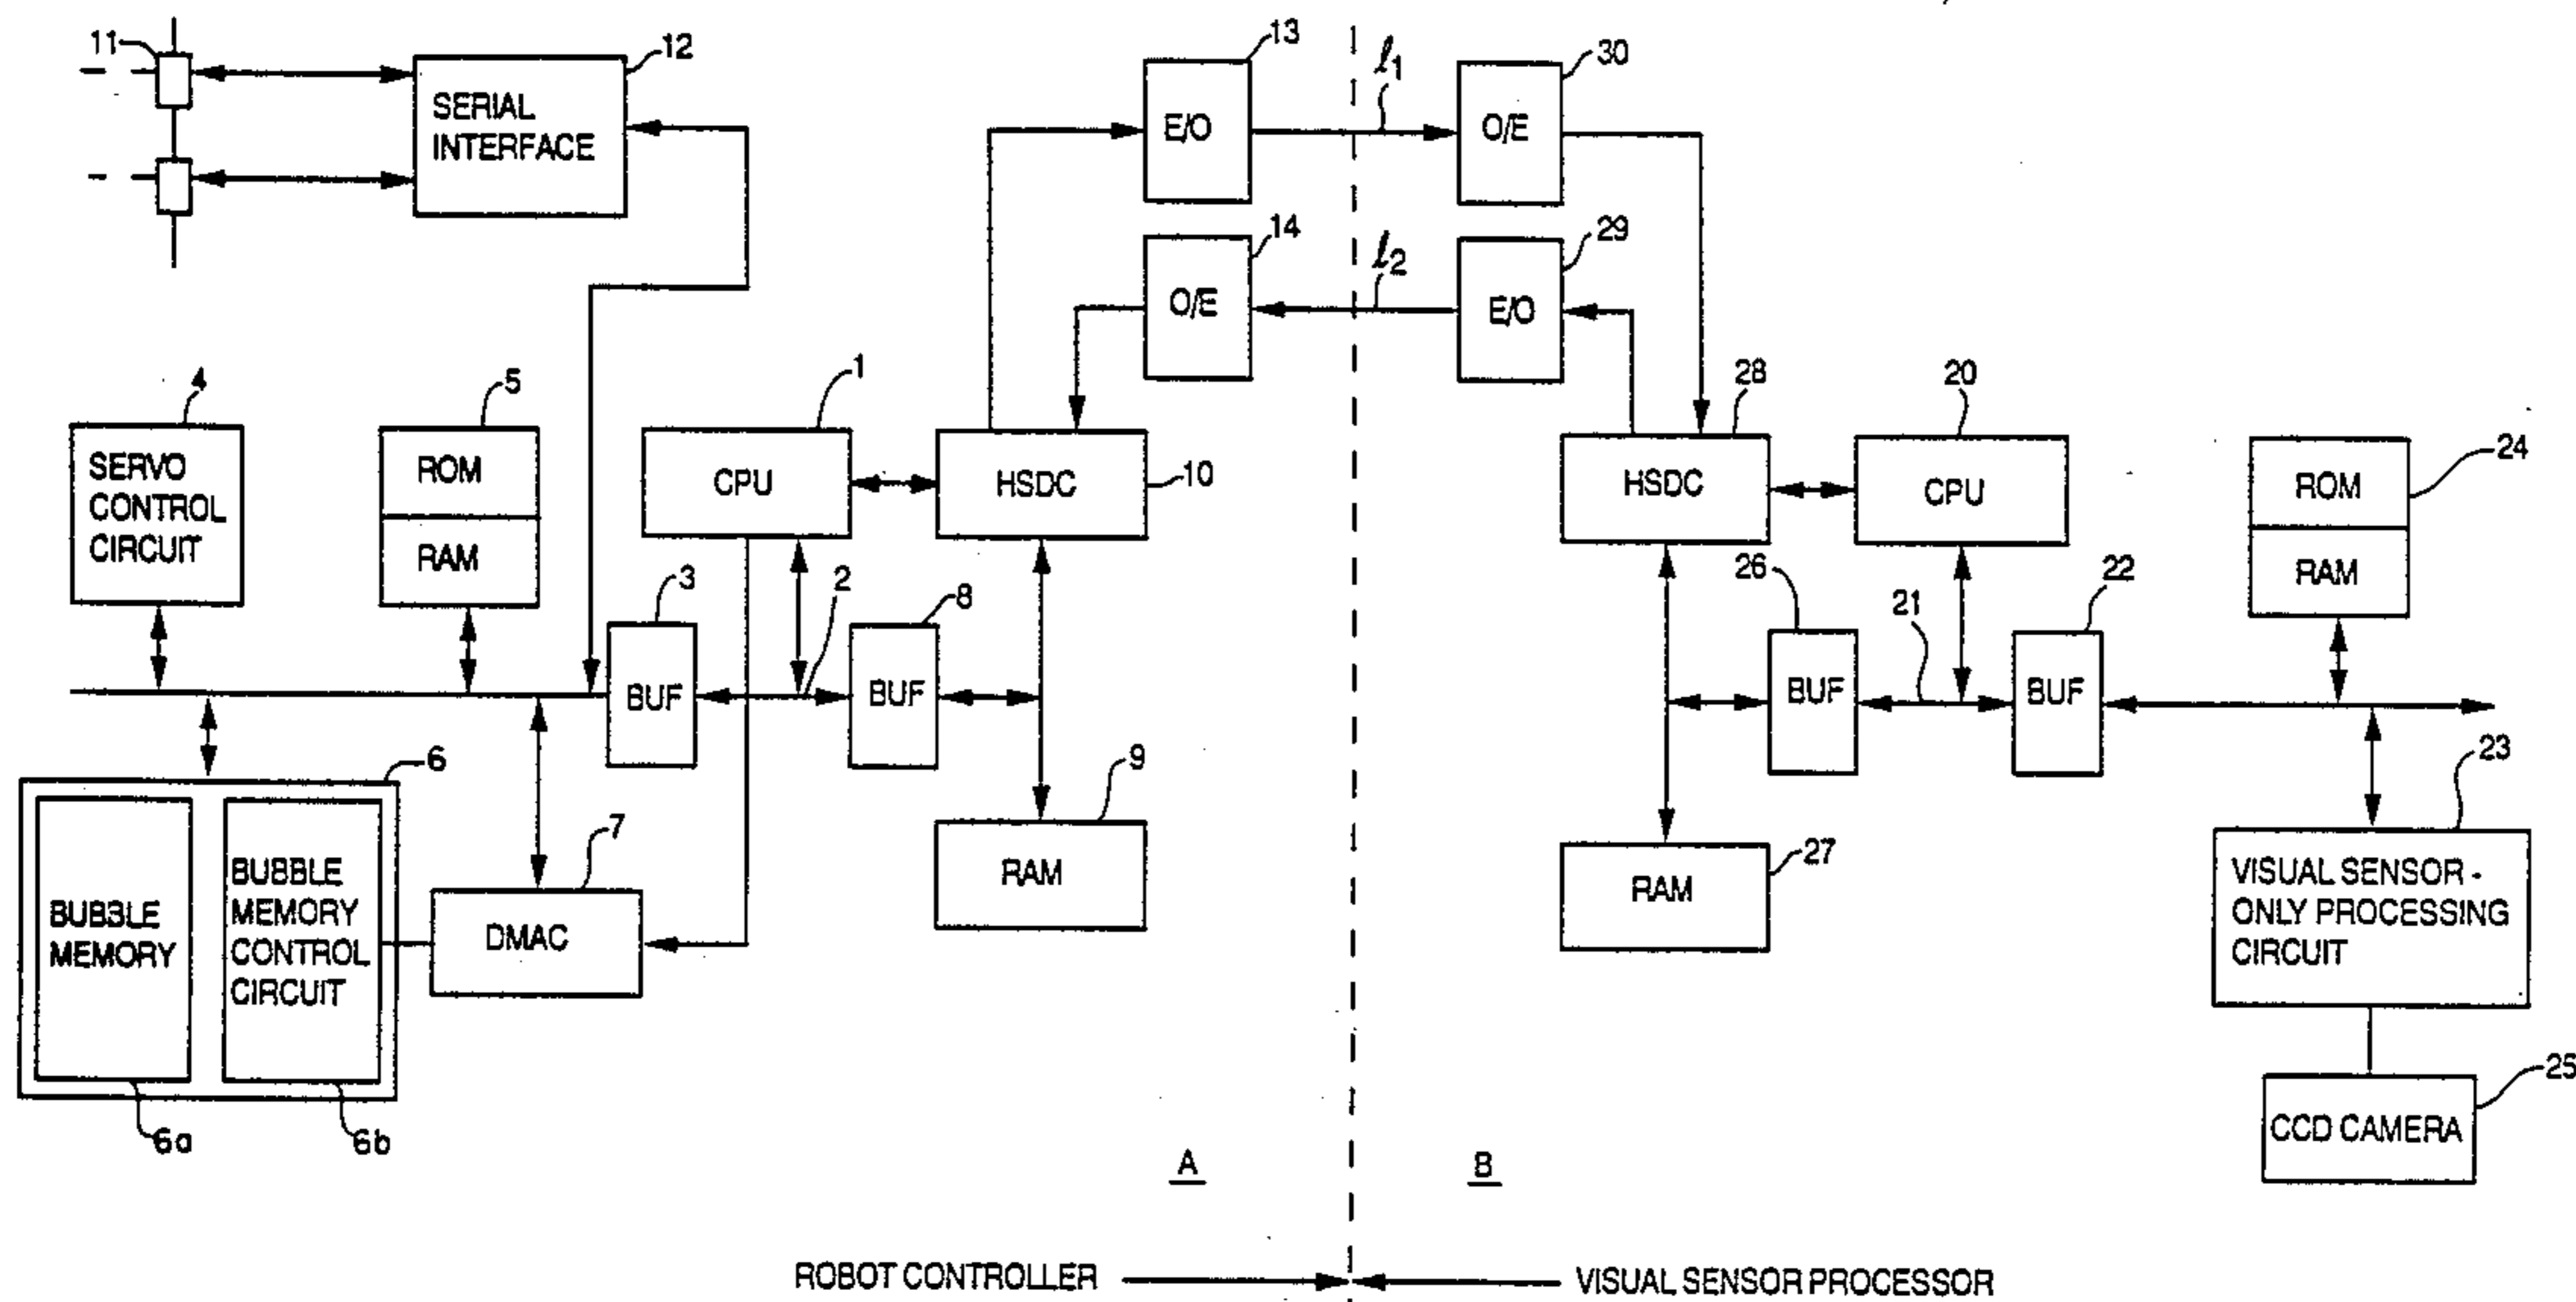 11
12
SERIAL
INTERFACE
13
E/O
l1
30
O/E
14
O/E
l2
29
E/O
4
SERVO
CONTROL
CIRCUIT
5
ROM
RAM
1
CPU
HSDC
10
28
HSDC
20
CPU
24
ROM
RAM
3
BUF
2
8
BUF
26
BUF
21
22
BUF
6
BUBBLE
MEMORY
BUBBLE
MEMORY
CONTROL
CIRCUIT
6a
6b
7
DMAC
9
RAM
27
RAM
23
VISUAL SENSOR -
ONLY PROCESSING
CIRCUIT
25
CCD CAMERA
A
B
ROBOT CONTROLLER
VISUAL SENSOR PROCESSOR